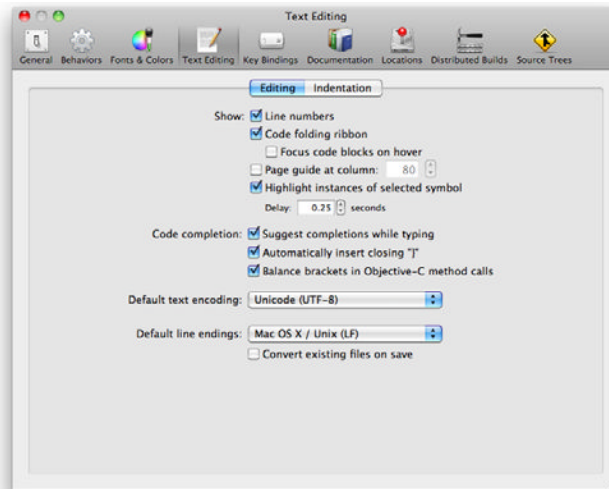 Text Editing
General Behaviors Fonts & Colors Text Editing Key Bindings Documentation Locations Distributed Builds Source Trees
Editing Indentation
Show: Line numbers
Code folding ribbon
Focus code blocks on hover
Page guide at column: 80
Highlight instances of selected symbol
Delay: 0.25 seconds
Code completion: Suggest completions while typing
Automatically insert closing "}"
Balance brackets in Objective-C method calls
Default text encoding: Unicode (UTF-8)
Default line endings: Mac OS X / Unix (LF)
Convert existing files on save